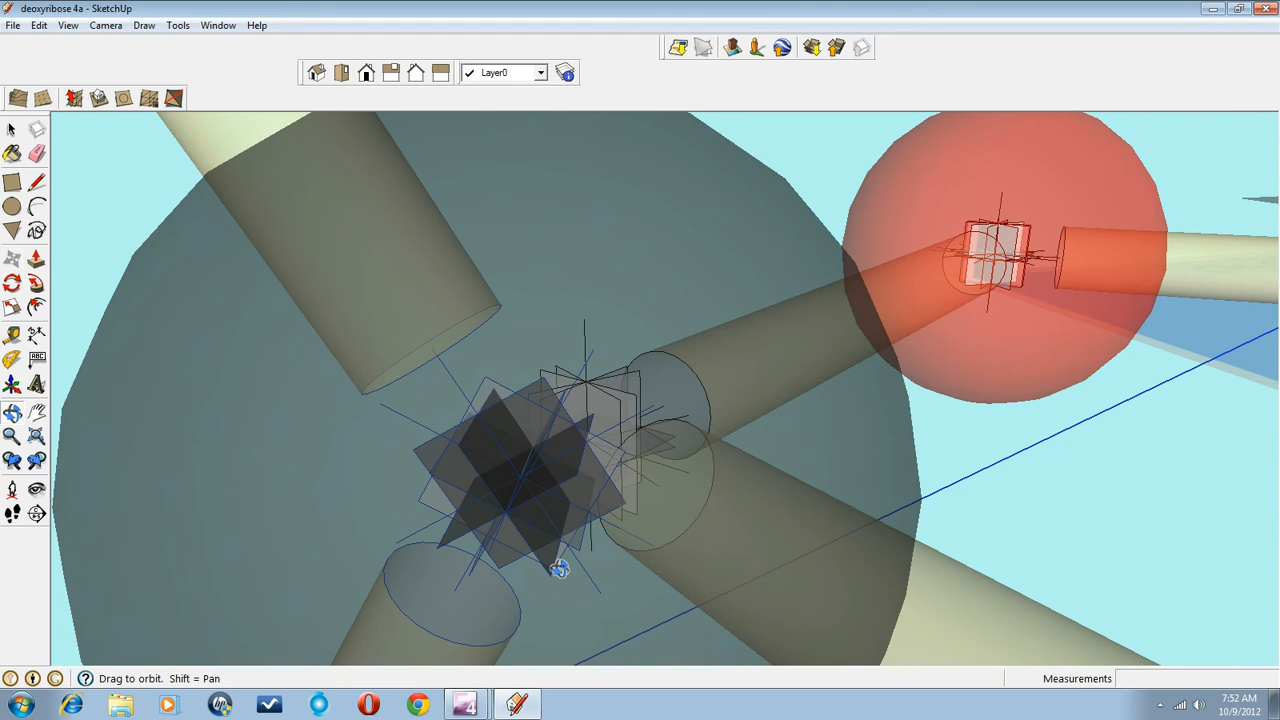 deoxyribose 4a - SketchUp
File Edit View Camera Draw Tools Window Help
Layer0
ABC
Drag to orbit. Shift = Pan
Measurements
7:52 AM
10/9/2012